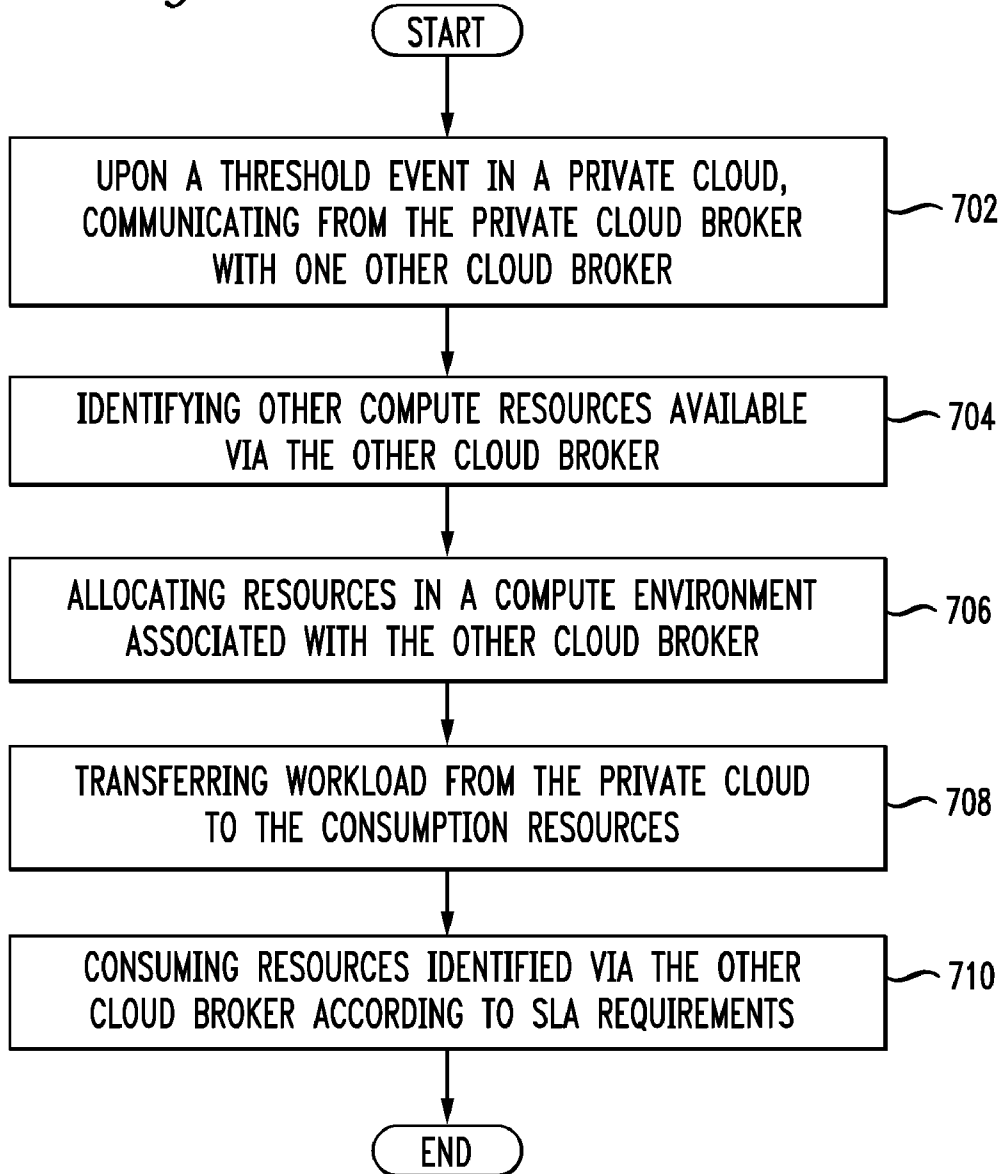 START
UPON A THRESHOLD EVENT IN A PRIVATE CLOUD,
COMMUNICATING FROM THE PRIVATE CLOUD BROKER
WITH ONE OTHER CLOUD BROKER
702
IDENTIFYING OTHER COMPUTE RESOURCES AVAILABLE
VIA THE OTHER CLOUD BROKER
704
ALLOCATING RESOURCES IN A COMPUTE ENVIRONMENT
ASSOCIATED WITH THE OTHER CLOUD BROKER
706
TRANSFERRING WORKLOAD FROM THE PRIVATE CLOUD
TO THE CONSUMPTION RESOURCES
708
CONSUMING RESOURCES IDENTIFIED VIA THE OTHER
CLOUD BROKER ACCORDING TO SLA REQUIREMENTS
710
END